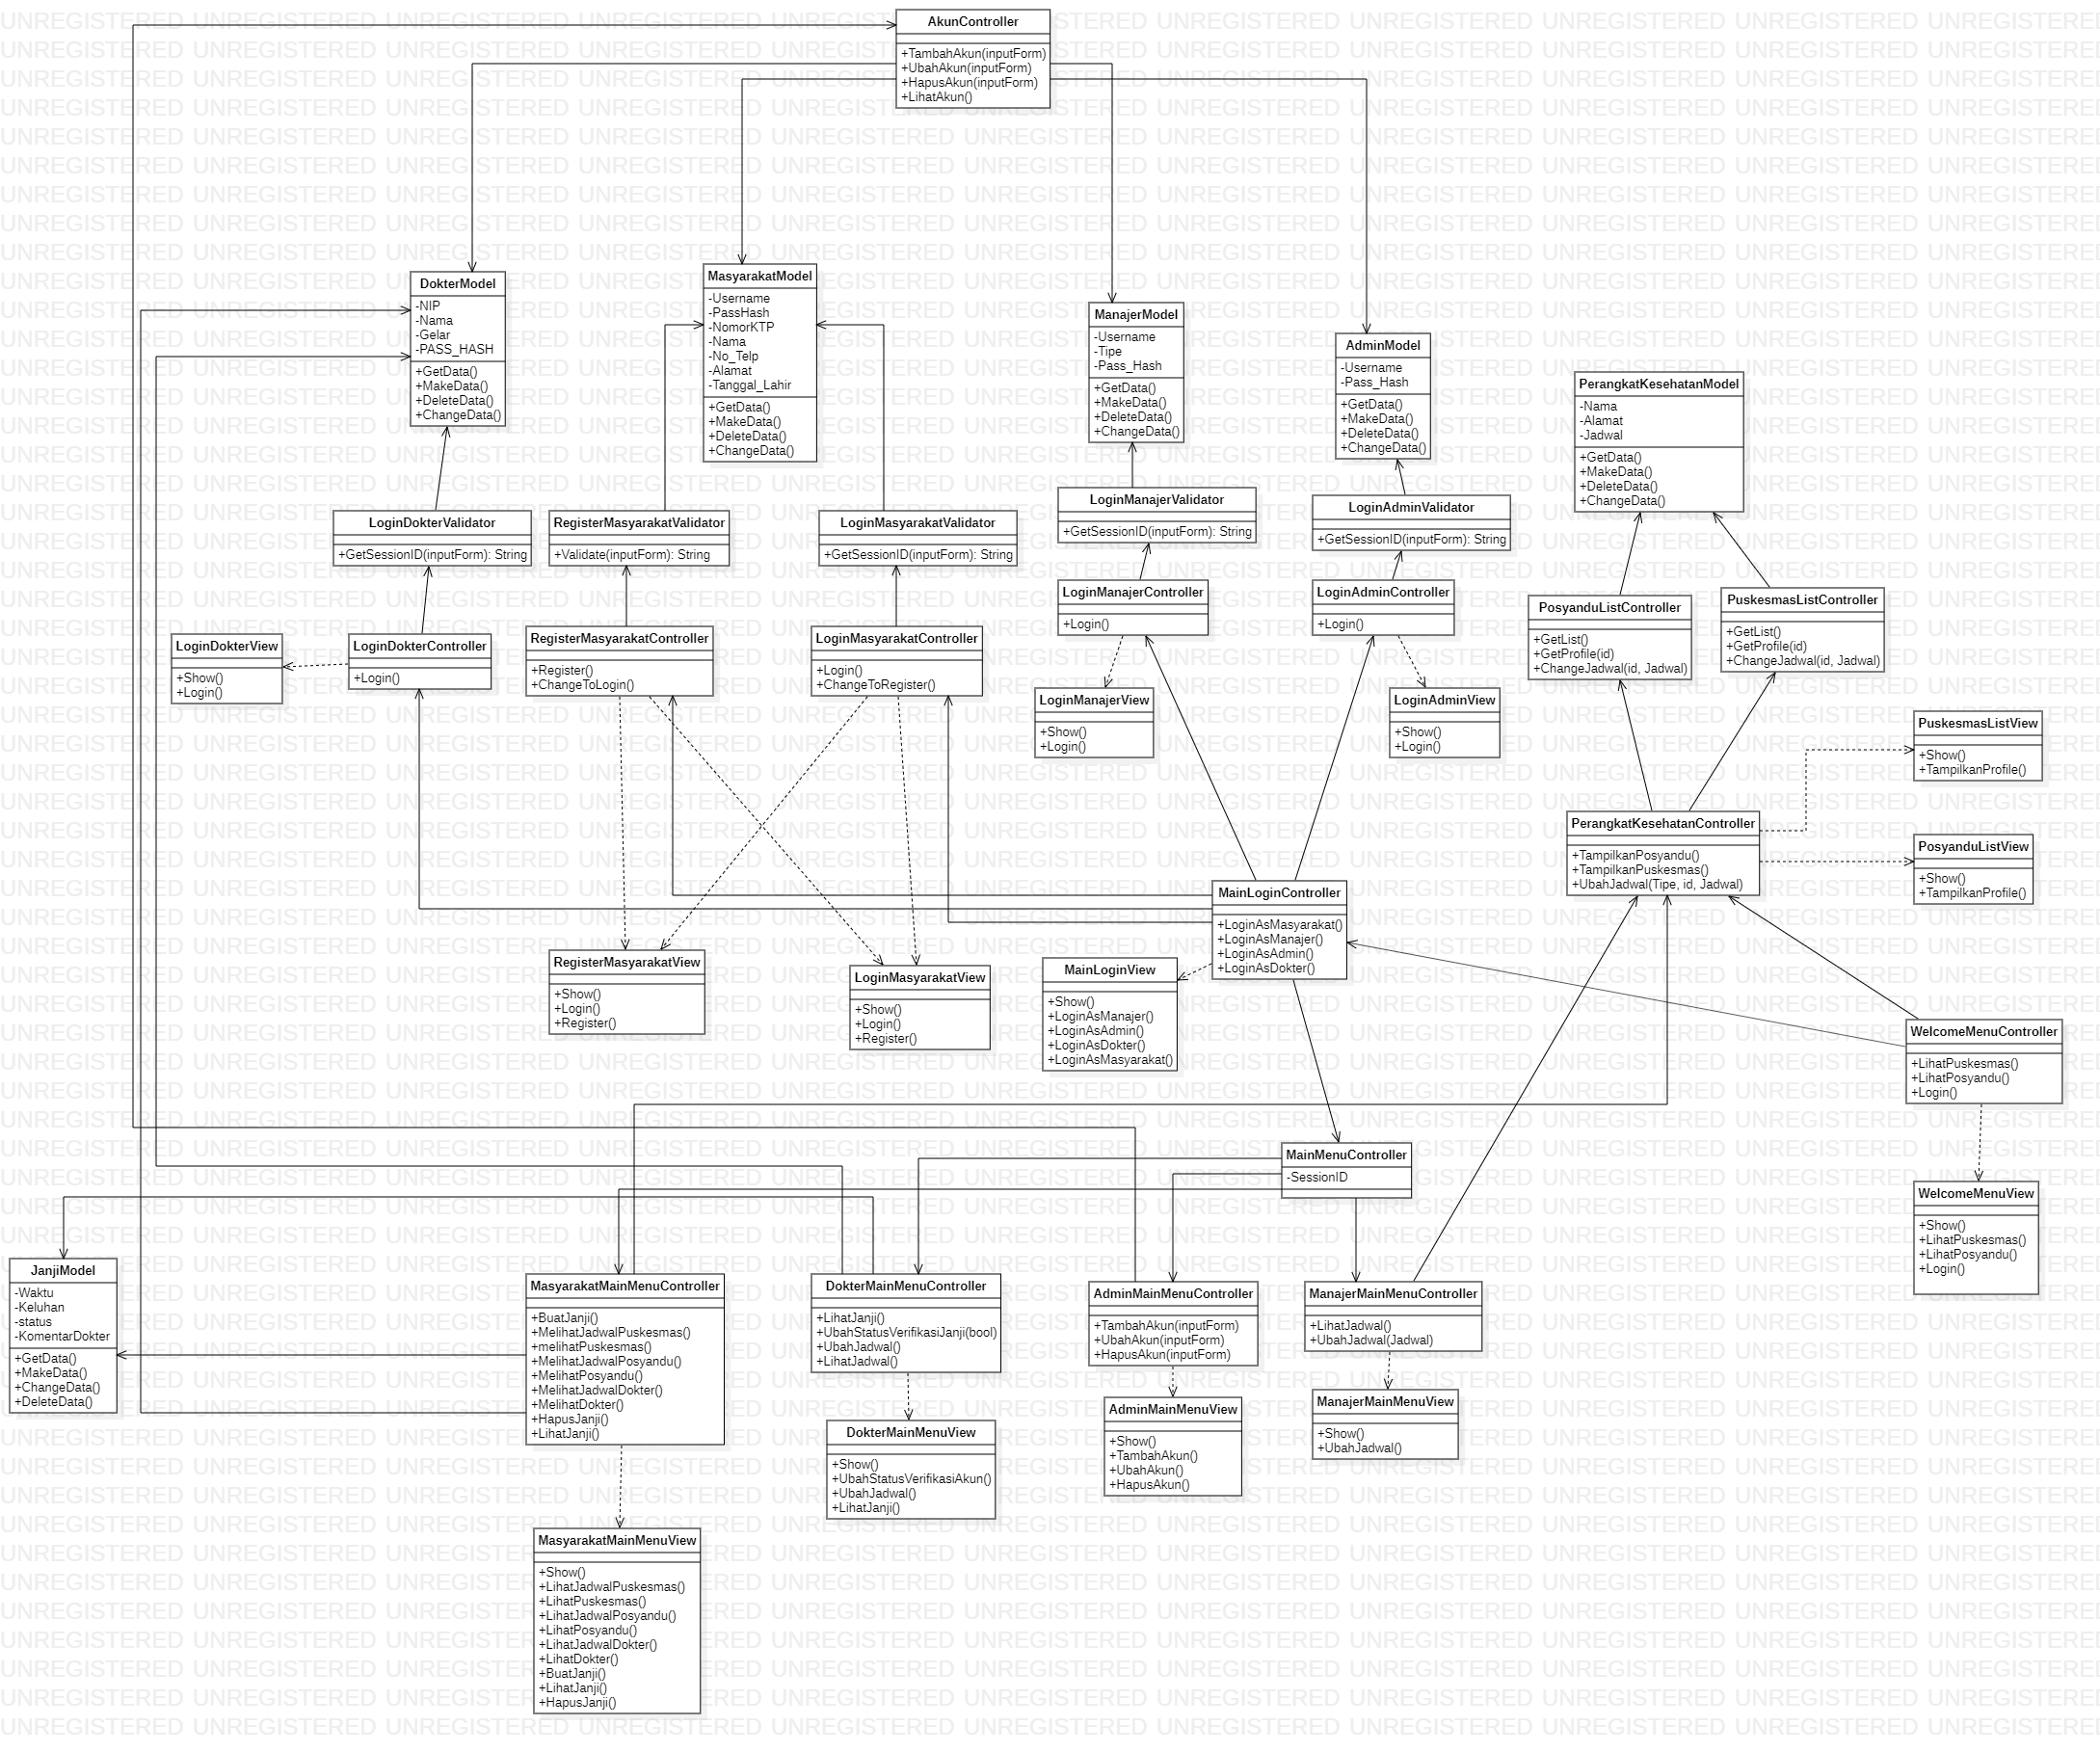 AkunController
+TambahAkun(inputForm)
+UbahAkun(inputForm)
+HapusAkun(inputForm)
+LihatAkun()
DokterModel
-NIP
-Nama
-Gelar
-PASS_HASH
+GetData()
+MakeData()
+DeleteData()
+ChangeData()
MasyarakatModel
-Username
-PassHash
-NomorKTP
-Nama
-No_Telp
-Alamat
-Tanggal_Lahir
+GetData()
+MakeData()
+DeleteData()
+ChangeData()
ManajerModel
-Username
-Tipe
-Pass_Hash
+GetData()
+MakeData()
+DeleteData()
+ChangeData()
AdminModel
-Username
-Pass_Hash
+GetData()
+MakeData()
+DeleteData()
+ChangeData()
PerangkatKesehatanModel
-Nama
-Alamat
-Jadwal
+GetData()
+MakeData()
+DeleteData()
+ChangeData()
LoginDokterValidator
+GetSessionID(inputForm): String
RegisterMasyarakatValidator
+Validate(inputForm): String
LoginMasyarakatValidator
+GetSessionID(inputForm): String
LoginManajerValidator
+GetSessionID(inputForm): String
LoginAdminValidator
+GetSessionID(inputForm): String
LoginDokterView
+Show()
+Login()
LoginDokterController
+Login()
RegisterMasyarakatController
+Register()
+ChangeToLogin()
LoginMasyarakatController
+Login()
+ChangeToRegister()
LoginManajerController
+Login()
LoginAdminController
+Login()
PosyanduListController
+GetList()
+GetProfile(id)
+ChangeJadwal(id, Jadwal)
PuskesmasListController
+GetList()
+GetProfile(id)
+ChangeJadwal(id, Jadwal)
LoginManajerView
+Show()
+Login()
LoginAdminView
+Show()
+Login()
PuskesmasListView
+Show()
+TampilkanProfile()
PerangkatKesehatanController
+TampilkanPosyandu()
+TampilkanPuskesmas()
+UbahJadwal(Tipe, id, Jadwal)
PosyanduListView
+Show()
+TampilkanProfile()
MainLoginController
+LoginAsMasyarakat()
+LoginAsManajer()
+LoginAsAdmin()
+LoginAsDokter()
RegisterMasyarakatView
+Show()
+Login()
+Register()
LoginMasyarakatView
+Show()
+Login()
+Register()
MainLoginView
+Show()
+LoginAsManajer()
+LoginAsAdmin()
+LoginAsDokter()
+LoginAsMasyarakat()
WelcomeMenuController
+LihatPuskesmas()
+LihatPosyandu()
+Login()
MainMenuController
-SessionID
WelcomeMenuView
+Show()
+LihatPuskesmas()
+LihatPosyandu()
+Login()
JanjiModel
-Waktu
-Keluhan
-status
-KomentarDokter
+GetData()
+MakeData()
+ChangeData()
+DeleteData()
MasyarakatMainMenuController
+BuatJanji()
+MelihatJadwalPuskesmas()
+melihatPuskesmas()
+MelihatJadwalPosyandu()
+MelihatPosyandu()
+MelihatJadwalDokter()
+MelihatDokter()
+HapusJanji()
+LihatJanji()
DokterMainMenuController
+LihatJanji()
+UbahStatusVerifikasiJanji(bool)
+UbahJadwal()
+LihatJadwal()
AdminMainMenuController
+TambahAkun(inputForm)
+UbahAkun(inputForm)
+HapusAkun(inputForm)
ManajerMainMenuController
+LihatJadwal()
+UbahJadwal(Jadwal)
DokterMainMenuView
+Show()
+UbahStatusVerifikasiAkun()
+UbahJadwal()
+LihatJanji()
AdminMainMenuView
+Show()
+TambahAkun()
+UbahAkun()
+HapusAkun()
ManajerMainMenuView
+Show()
+UbahJadwal()
MasyarakatMainMenuView
+Show()
+LihatJadwalPuskesmas()
+LihatPuskesmas()
+LihatJadwalPosyandu()
+LihatPosyandu()
+LihatJadwalDokter()
+LihatDokter()
+BuatJanji()
+LihatJanji()
+HapusJanji()
UNREGISTERED